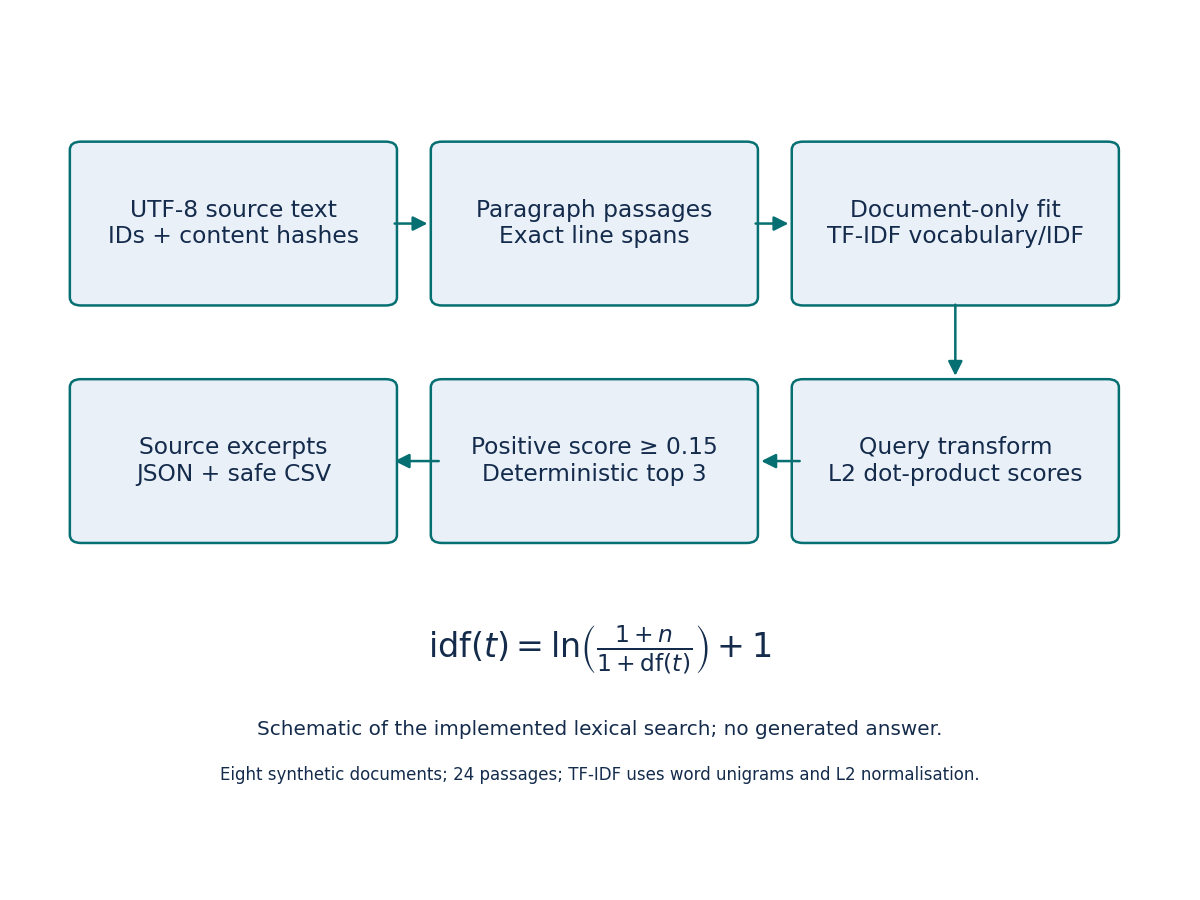 UTF-8 source text
IDs + content hashes
Paragraph passages
Exact line spans
Document-only fit
TF-IDF vocabulary/IDF
Query transform
L2 dot-product scores
Positive score ≥ 0.15
Deterministic top 3
Source excerpts
JSON + safe CSV
idf(t) = ln((1 + n)/(1 + df(t))) + 1
Schematic of the implemented lexical search; no generated answer.
Eight synthetic documents; 24 passages; TF-IDF uses word unigrams and L2 normalisation.